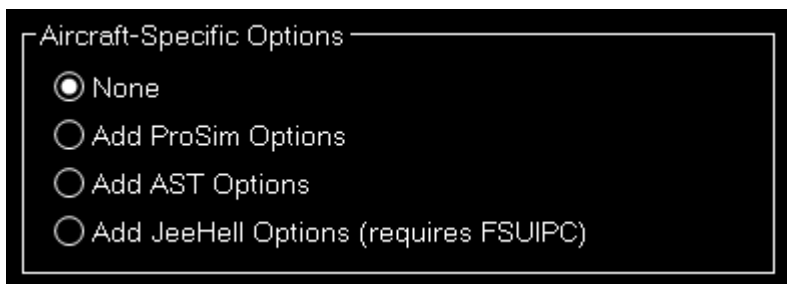 Aircraft-Specific Options
None
Add ProSim Options
Add AST Options
Add JeeHell Options (requires FSUIPC)